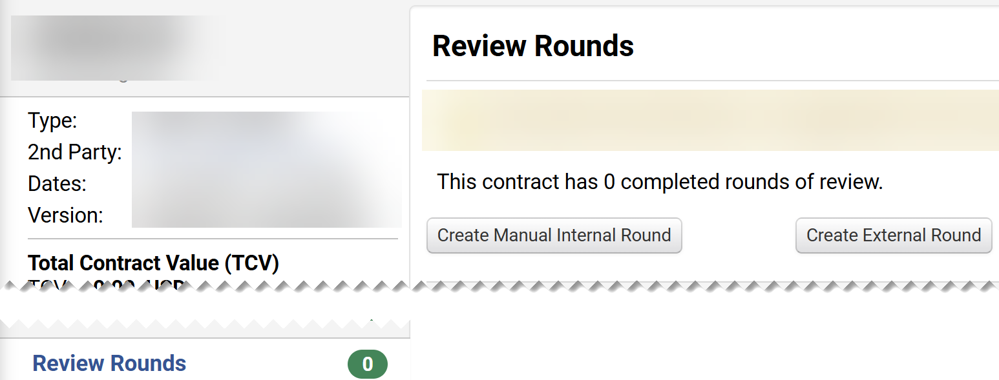 Type:
2nd Party:
Dates:
Version:
Total Contract Value (TCV)
Review Rounds
This contract has 0 completed rounds of review.
Create Manual Internal Round
Create External Round
Review Rounds
0